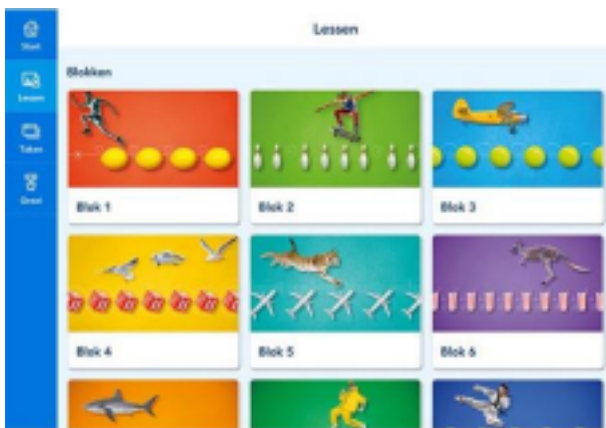 Lessen
Start
Blokken
Lessen
Taken
Groei
Blok 1
Blok 2
Blok 3
Blok 4
Blok 5
Blok 6